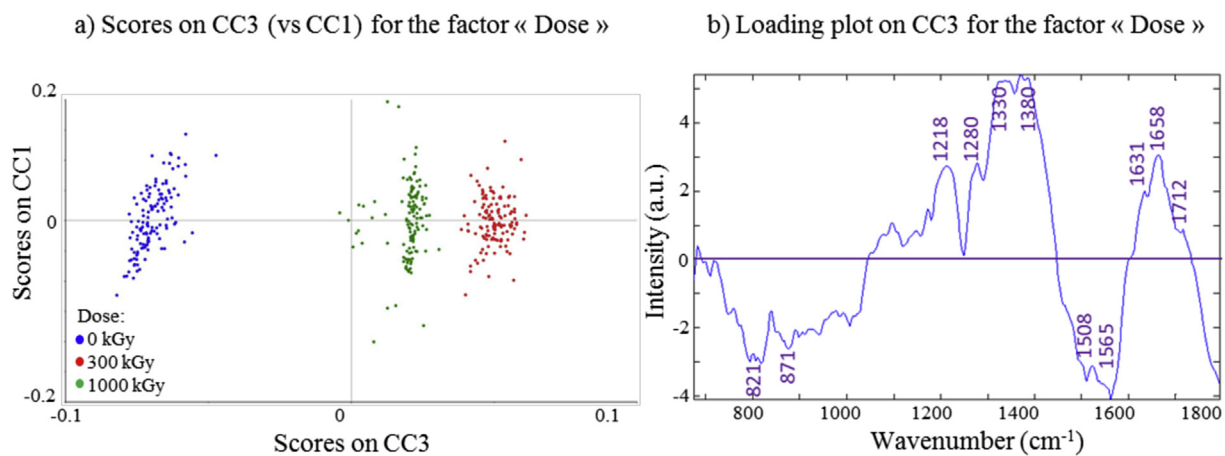 a) Scores on CC3 (vs CC1) for the factor « Dose »
0.2
0
-0.2
Scores on CC1
Dose:
0 kGy
300 kGy
1000 kGy
-0.1
0
0.1
Scores on CC3
b) Loading plot on CC3 for the factor « Dose »
4
2
0
-2
-4
Intensity (a.u.)
821
871
1218
1280
1330
1380
1508
1565
1631
1658
1712
800
1000
1200
1400
1600
1800
Wavenumber (cm⁻¹)